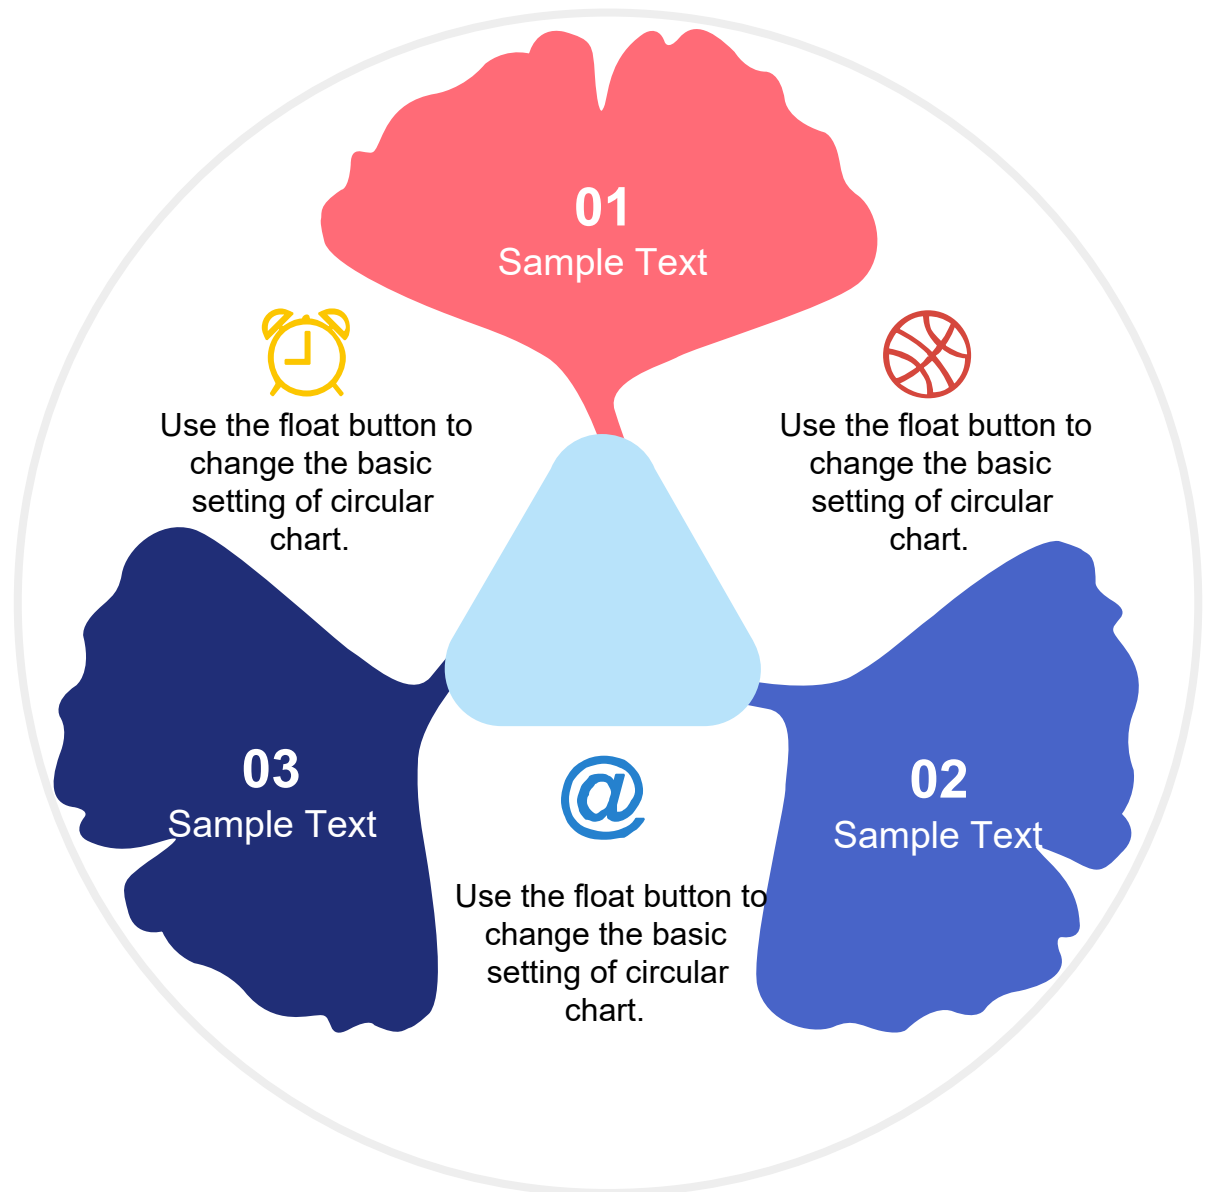 01
Sample Text
Use the float button to
change the basic
setting of circular
chart.
Use the float button to
change the basic
setting of circular
chart.
03
Sample Text
02
Sample Text
@
Use the float button to
change the basic
setting of circular
chart.